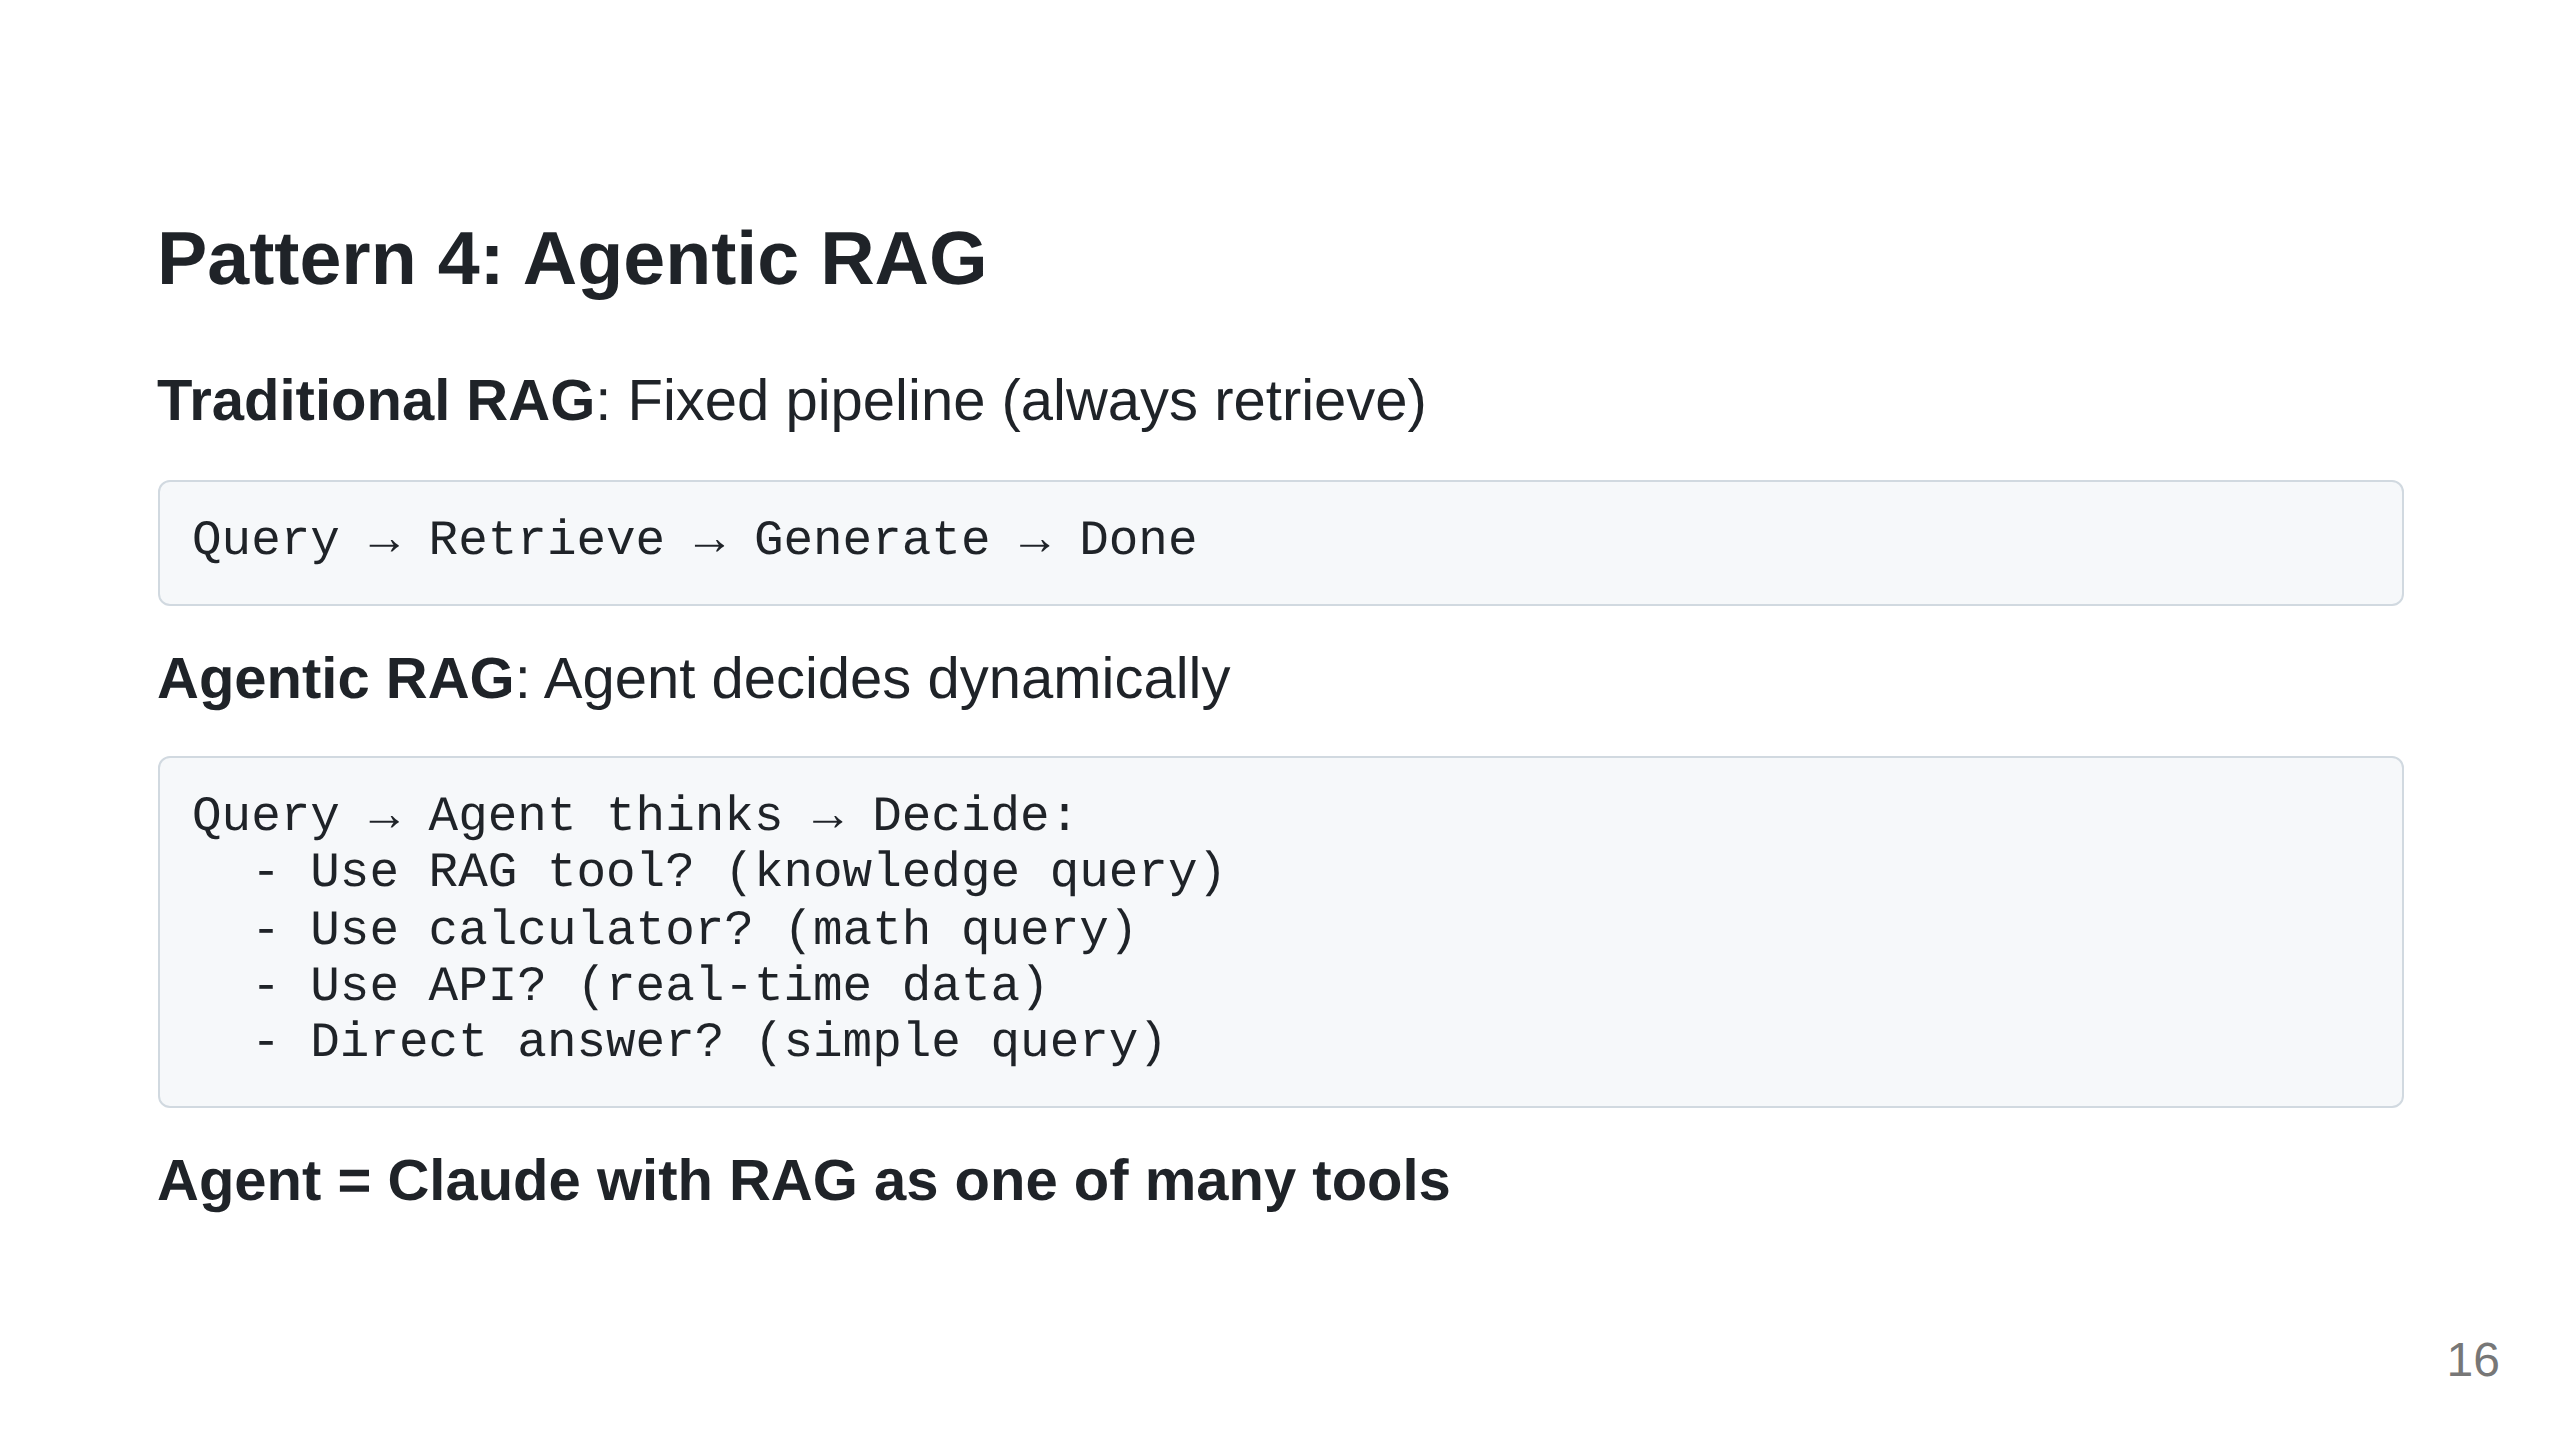 Pattern 4: Agentic RAG
Traditional RAG: Fixed pipeline (always retrieve)
Query → Retrieve → Generate → Done
Agentic RAG: Agent decides dynamically
Query → Agent thinks → Decide:
  - Use RAG tool? (knowledge query)
  - Use calculator? (math query)
  - Use API? (real-time data)
  - Direct answer? (simple query)
Agent = Claude with RAG as one of many tools
16